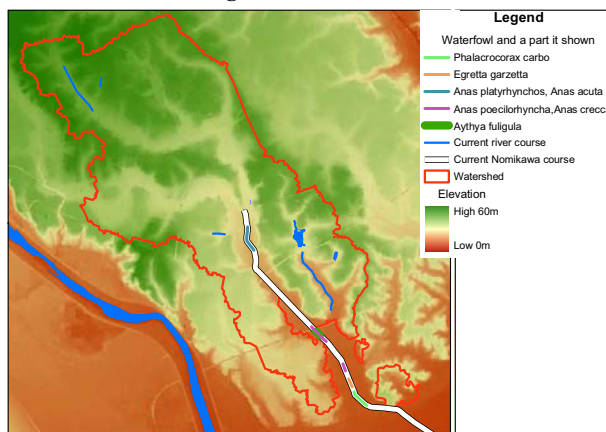 Legend
Waterfowl and a part it shown
Phalacrocorax carbo
Egretta garzetta
Anas platyrhynchos, Anas acuta
Anas poecilorhyncha,Anas crecca
Aythya fuligula
Current river course
Current Nomikawa course
Watershed
Elevation
High 60m
Low 0m